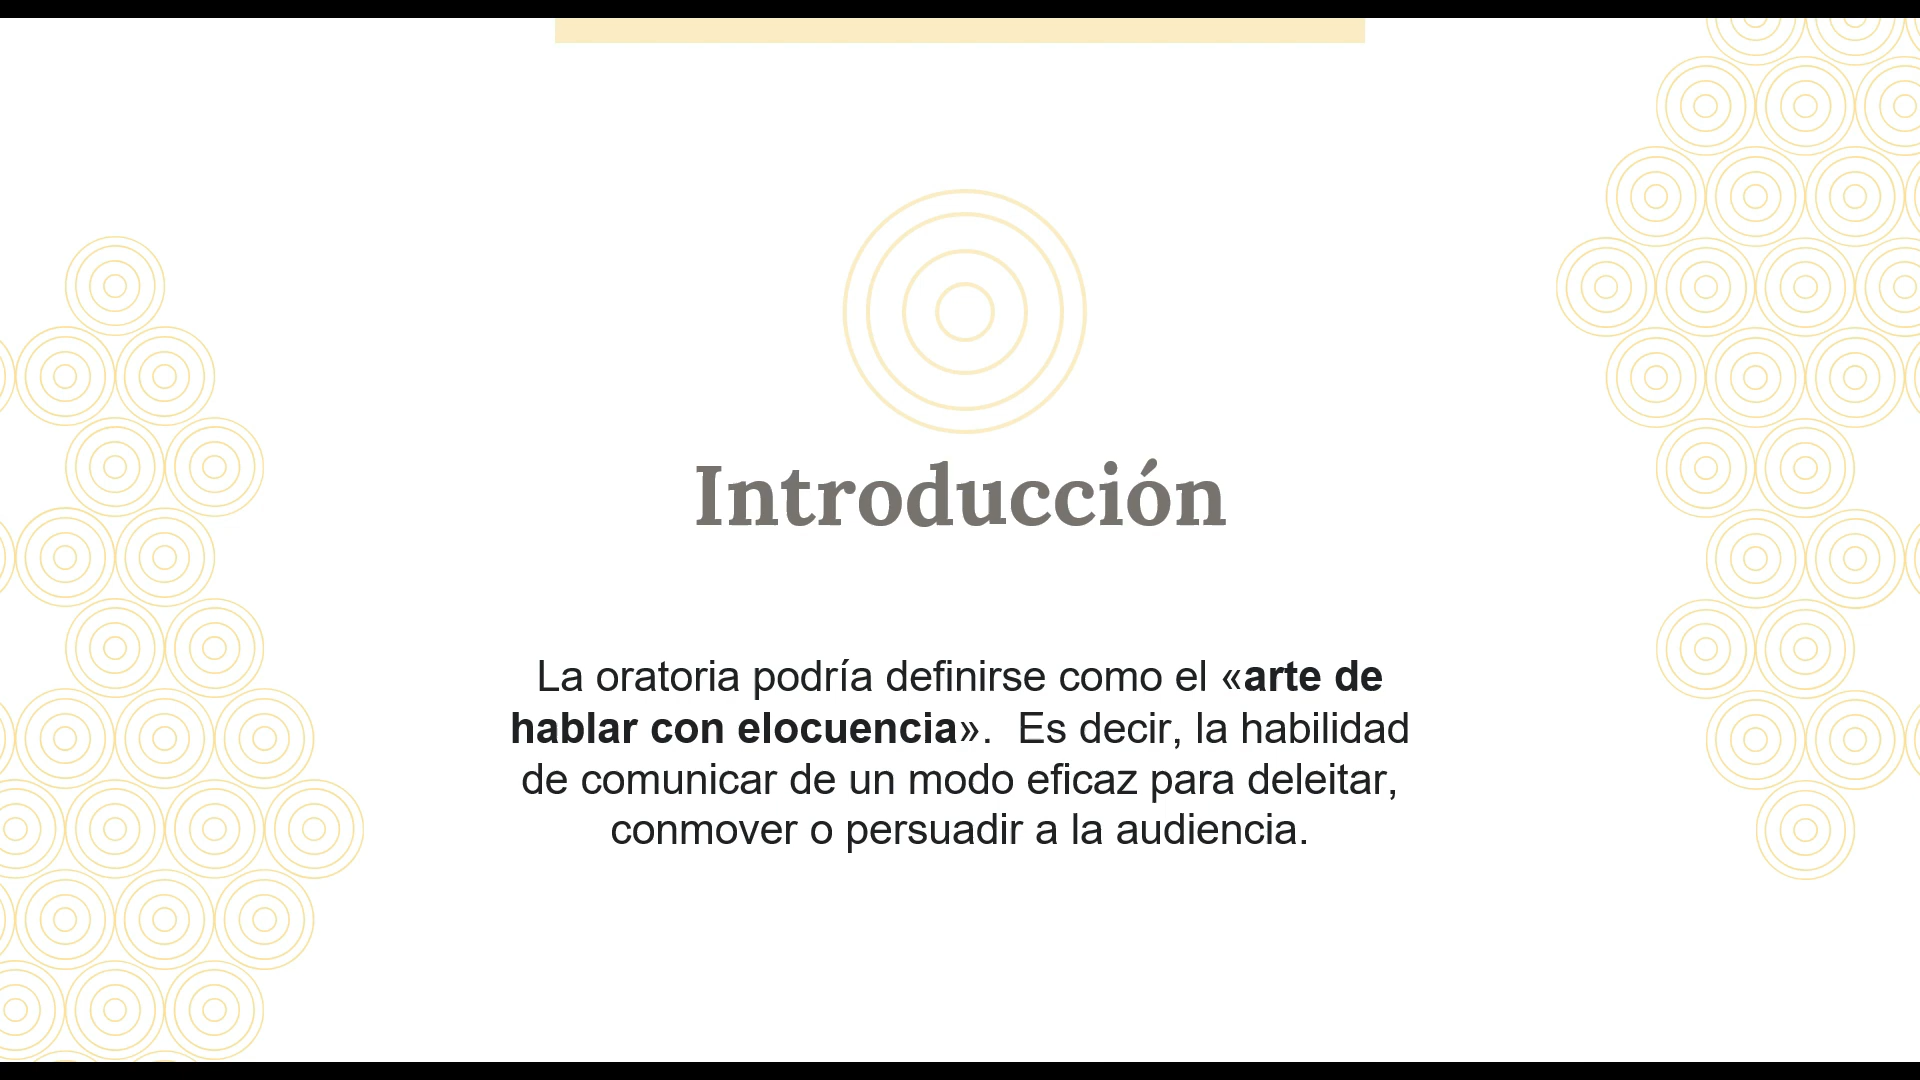 Introducción
La oratoria podría definirse como el «arte de
hablar con elocuencia».  Es decir, la habilidad
de comunicar de un modo eficaz para deleitar,
conmover o persuadir a la audiencia.